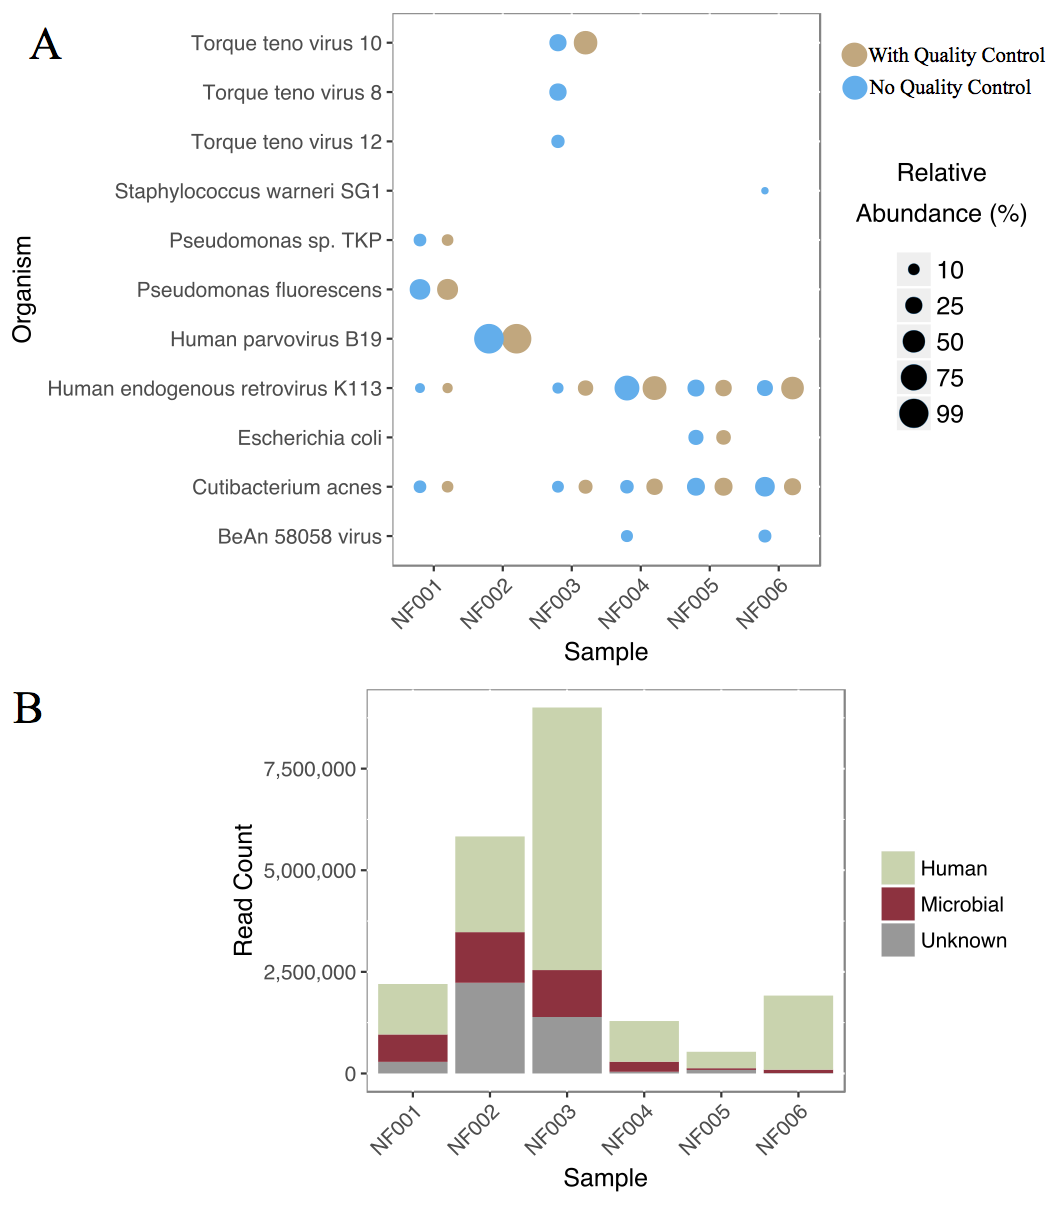 A
Torque teno virus 10
Torque teno virus 8
Torque teno virus 12
Staphylococcus warneri SG1
Pseudomonas sp. TKP
Pseudomonas fluorescens
Human parvovirus B19
Human endogenous retrovirus K113
Escherichia coli
Cutibacterium acnes
BeAn 58058 virus
Organism
NF001
NF002
NF003
NF004
NF005
NF006
Sample
With Quality Control
No Quality Control
Relative
Abundance (%)
10
25
50
75
99
B
7,500,000
5,000,000
2,500,000
0
Read Count
NF001
NF002
NF003
NF004
NF005
NF006
Sample
Human
Microbial
Unknown